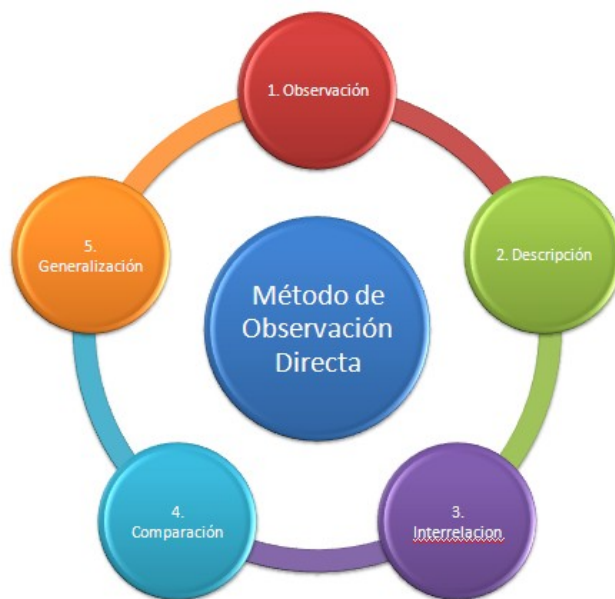 1. Observación
2. Descripción
3.
Interrelacion
4.
Comparación
5.
Generalización
Método de
Observación
Directa